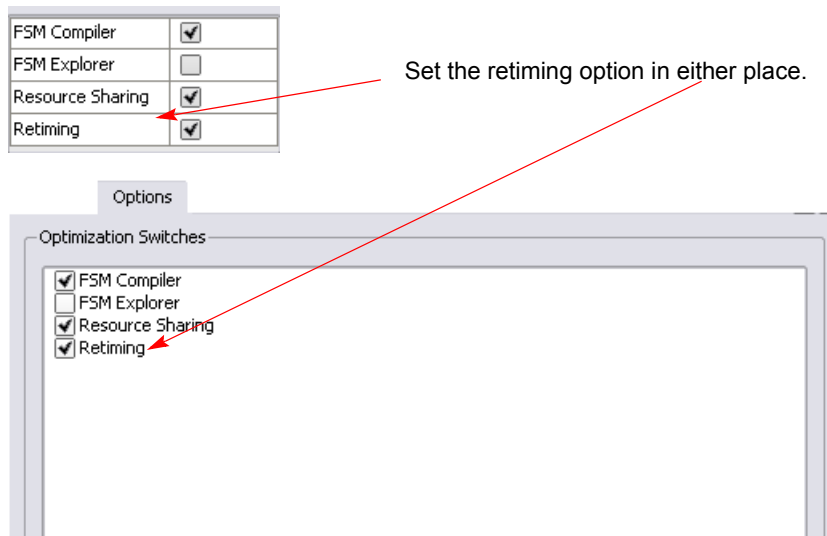 FSM Compiler
FSM Explorer
Resource Sharing
Retiming
Set the retiming option in either place.
Options
Optimization Switches
FSM Compiler
FSM Explorer
Resource Sharing
Retiming